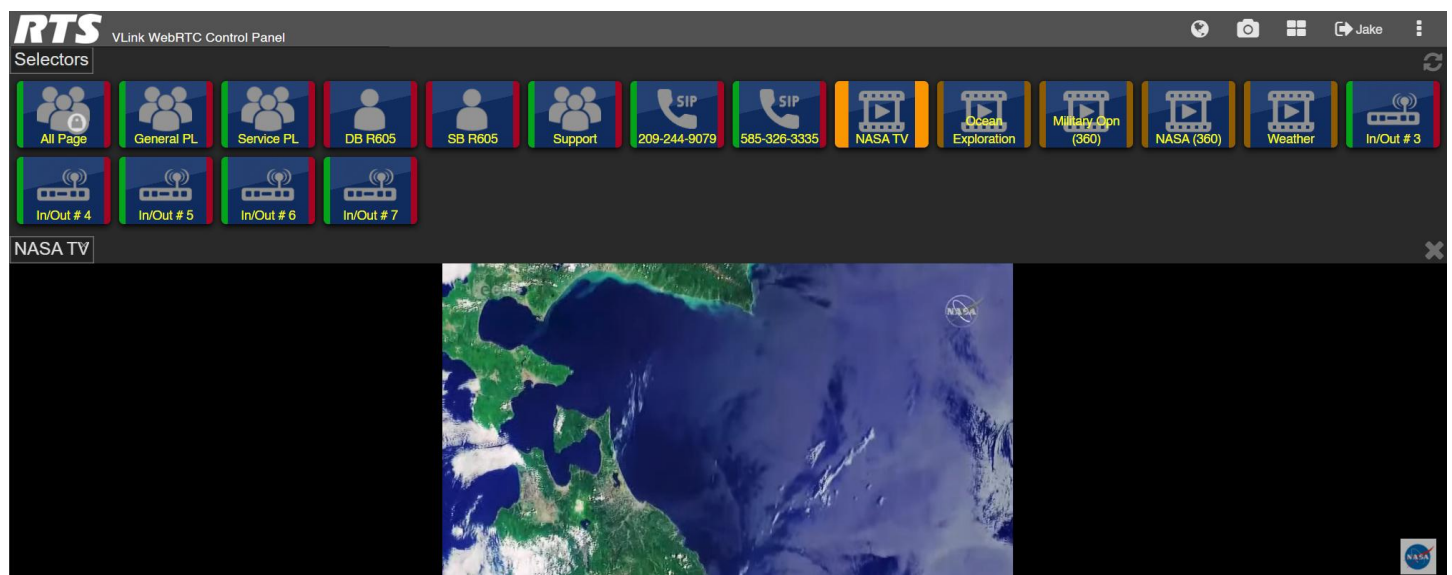 RTS VLink WebRTC Control Panel Jake
Selectors
SIP SIP
All Page General PL Service PL DB R605 SB R605 Support 209-244-9079 585-326-3335 NASA TV Ocean Exploration Military Opn (360) NASA (360) Weather In/Out # 3
In/Out # 4 In/Out # 5 In/Out # 6 In/Out # 7
NASA TV
NASA
NASA